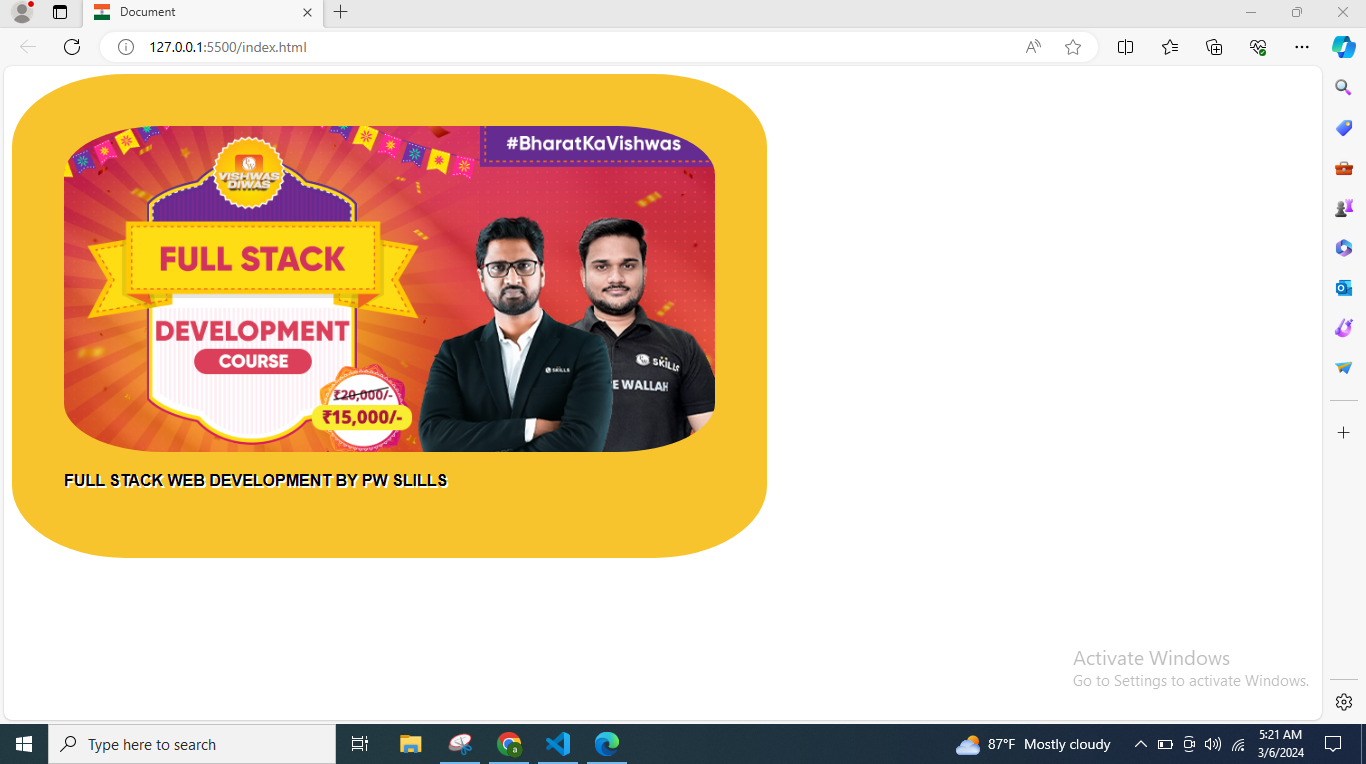 Document
127.0.0.1:5500/index.html
#BharatKaVishwas
VISHWAS
DIWAS
FULL STACK
DEVELOPMENT
COURSE
₹20,000/-
₹15,000/-
SKILLS
SKILLS
E WALLAH
FULL STACK WEB DEVELOPMENT BY PW SLILLS
Activate Windows
Go to Settings to activate Windows.
Type here to search
87°F Mostly cloudy
5:21 AM
3/6/2024